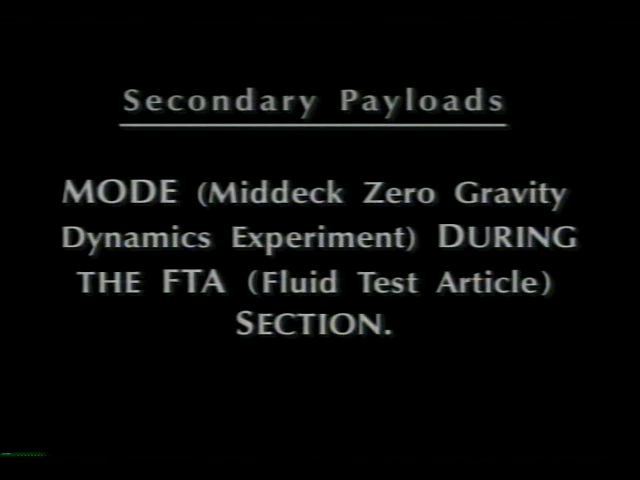 Secondary Payloads
MODE (Middeck Zero Gravity
Dynamics Experiment) DURING
THE FTA (Fluid Test Article)
SECTION.